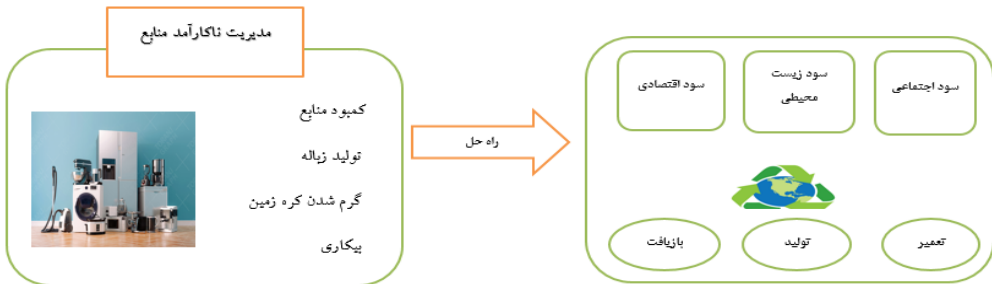 مدیریت ناکارآمد منابع
کمبود منابع
تولید زباله
گرم شدن کره زمین
بیکاری
راه حل
سود اجتماعی
سود زیست
محیطی
سود اقتصادی
تعمیر
تولید
بازیافت